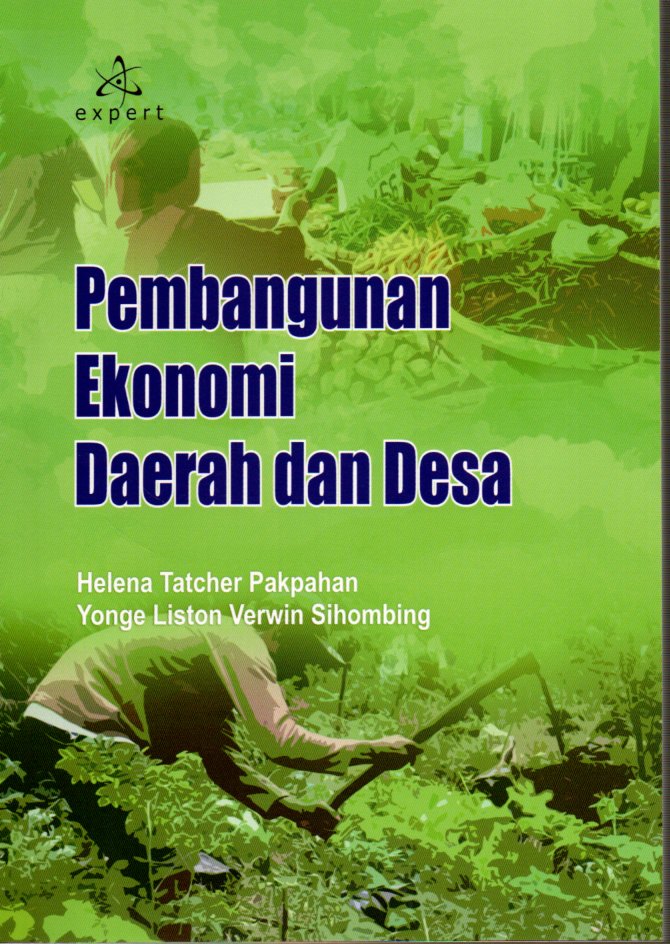 expert
Pembangunan
Ekonomi
Daerah dan Desa
Helena Tatcher Pakpahan
Yonge Liston Verwin Sihombing